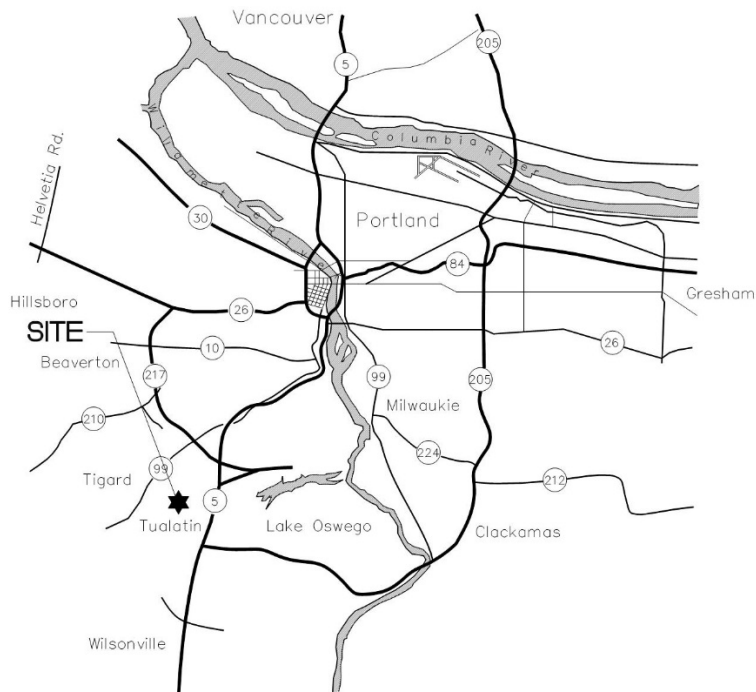 Vancouver
205
5
Columbia River
Willamette River
Helvetia Rd.
30
Portland
84
Hillsboro
Gresham
26
SITE
10
26
Beaverton
217
99
205
Milwaukie
210
224
99
Tigard
212
5
Tualatin
Lake Oswego
Clackamas
Wilsonville